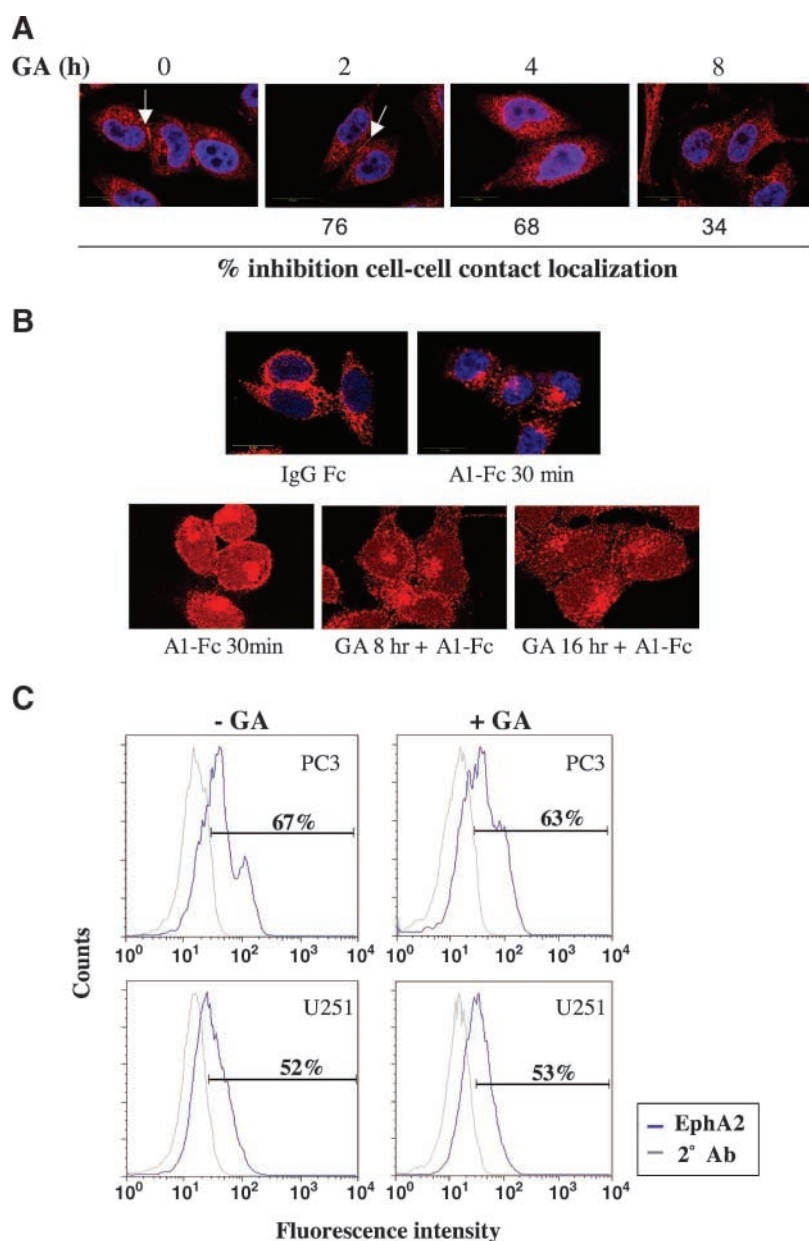 A
GA (h) 0 2 4 8
76 68 34
% inhibition cell-cell contact localization
B
IgG Fc A1-Fc 30 min
A1-Fc 30min GA 8 hr + A1-Fc GA 16 hr + A1-Fc
C
- GA + GA
PC3 PC3
67% 63%
10⁰ 10¹ 10² 10³ 10⁴ 10⁰ 10¹ 10² 10³ 10⁴
Counts
U251 U251
52% 53%
EphA2
2° Ab
10⁰ 10¹ 10² 10³ 10⁴ 10⁰ 10¹ 10² 10³ 10⁴
Fluorescence intensity